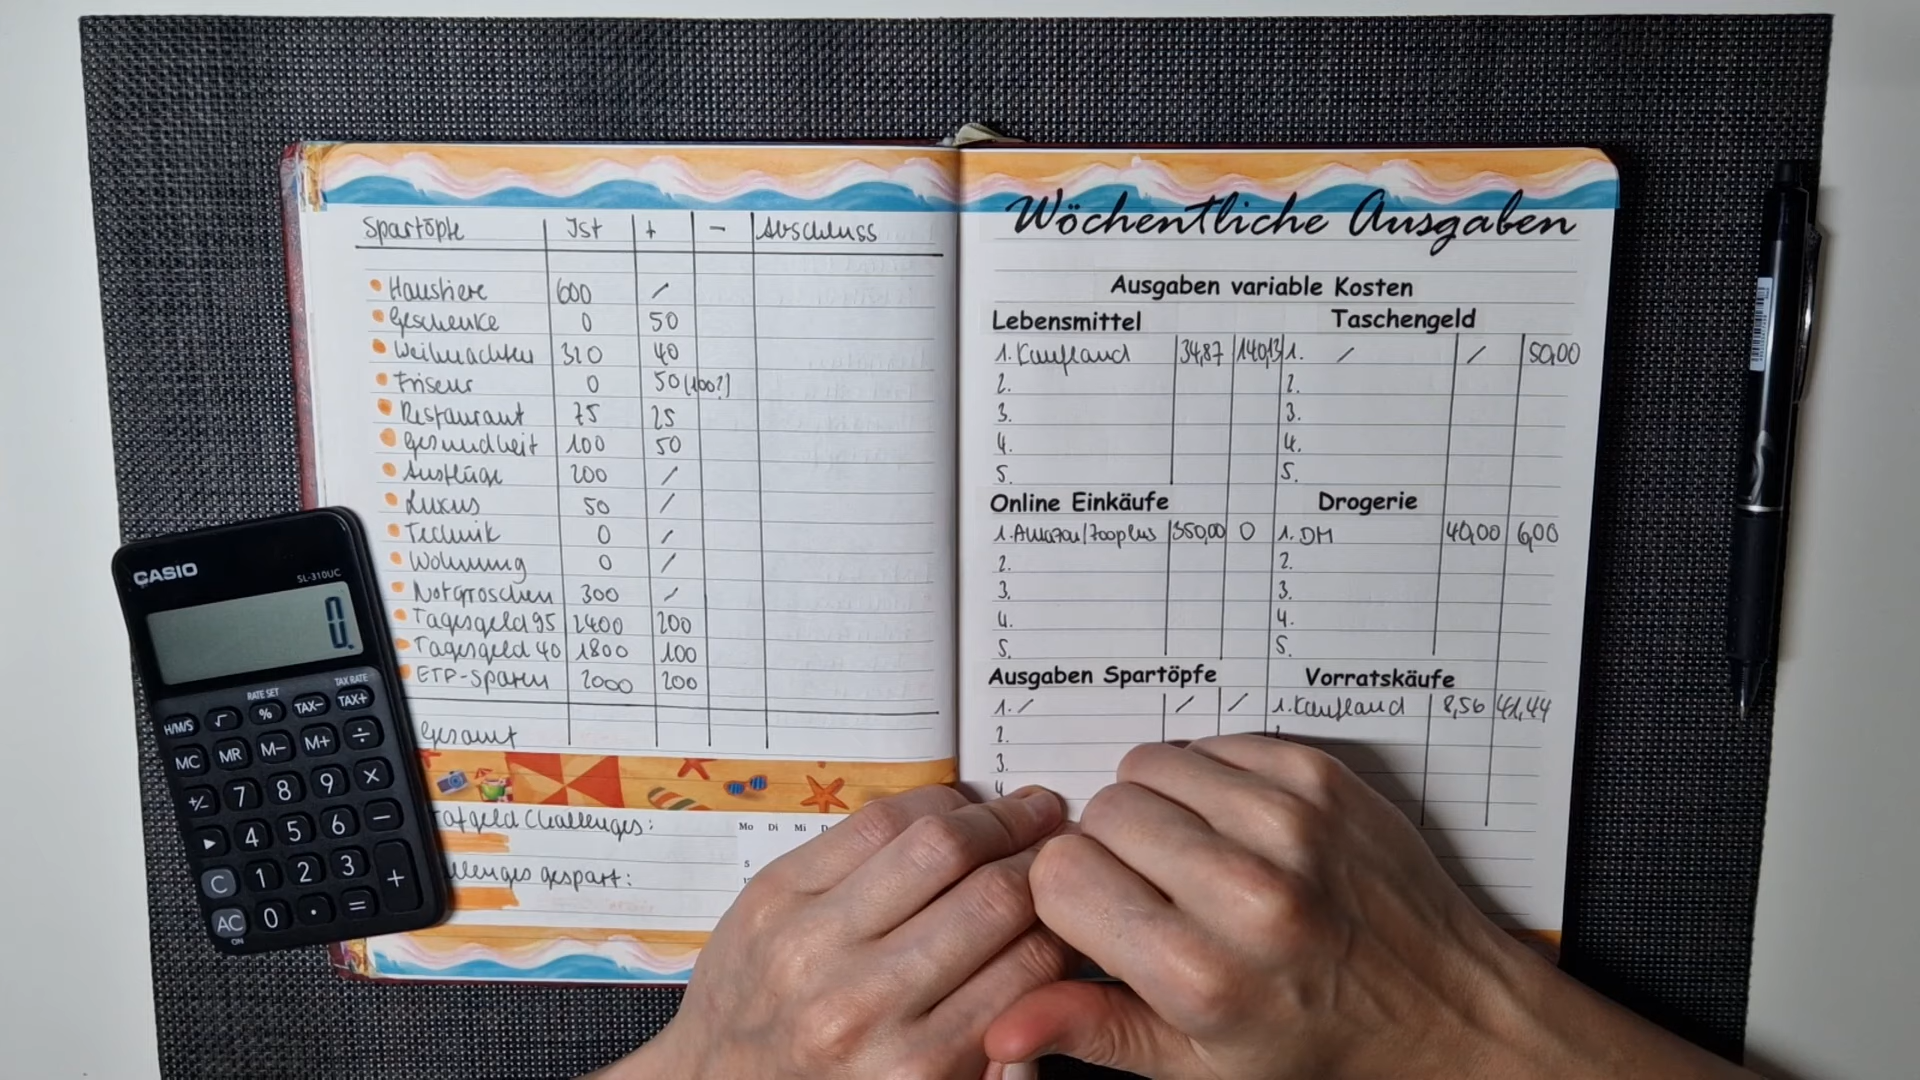 Spartöpfe Ist + - Abschluss
Haustiere 600 /
Geschenke 0 50
Weihnachten 320 40
Friseur 0 50 (100?)
Restaurant 75 25
Gesundheit 100 50
Ausflüge 200 /
Luxus 50 /
Technik 0 /
Wohnung 0 /
Notgroschen 300 /
Tagesgeld 95 2400 200
Tagesgeld 40 1800 100
ETF-Sparen 2000 200
Gesamt
Challenges:
gespart:
Mo Di Mi D
5
Wöchentliche Ausgaben
Ausgaben variable Kosten
Lebensmittel
1. Kaufland 34,87 140,13
2.
3.
4.
5.
Taschengeld
1. / / 50,00
2.
3.
4.
5.
Online Einkäufe
1. Amazon/Zooplus 350,00 0
2.
3.
4.
5.
Drogerie
1. DM 40,00 6,00
2.
3.
4.
5.
Ausgaben Spartöpfe
1. / / /
2.
3.
4
Vorratskäufe
1. Kaufland 8,56 41,44
CASIO
SL-310UC
0.
RATE SET TAX RATE
H/M/S √ % TAX- TAX+
MC MR M- M+ ÷
+/- 7 8 9 ×
▶ 4 5 6 −
C 1 2 3 +
AC 0 · =
ON